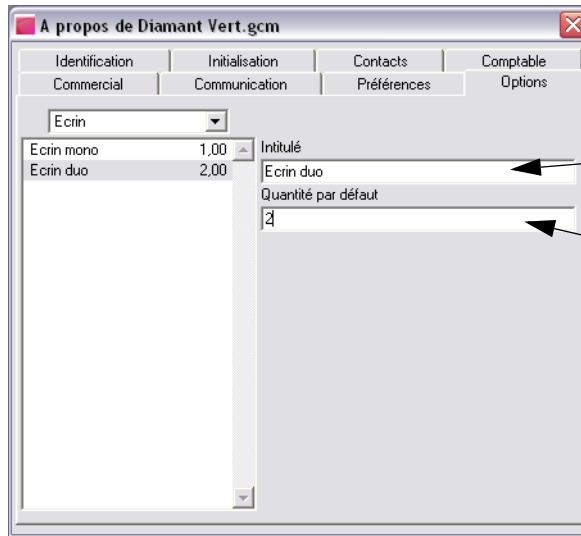 A propos de Diamant Vert.gcm
Identification Initialisation Contacts Comptable
Commercial Communication Préférences Options
Ecrin
Ecrin mono 1,00
Ecrin duo 2,00
Intitulé
Ecrin duo
Quantité par défaut
2